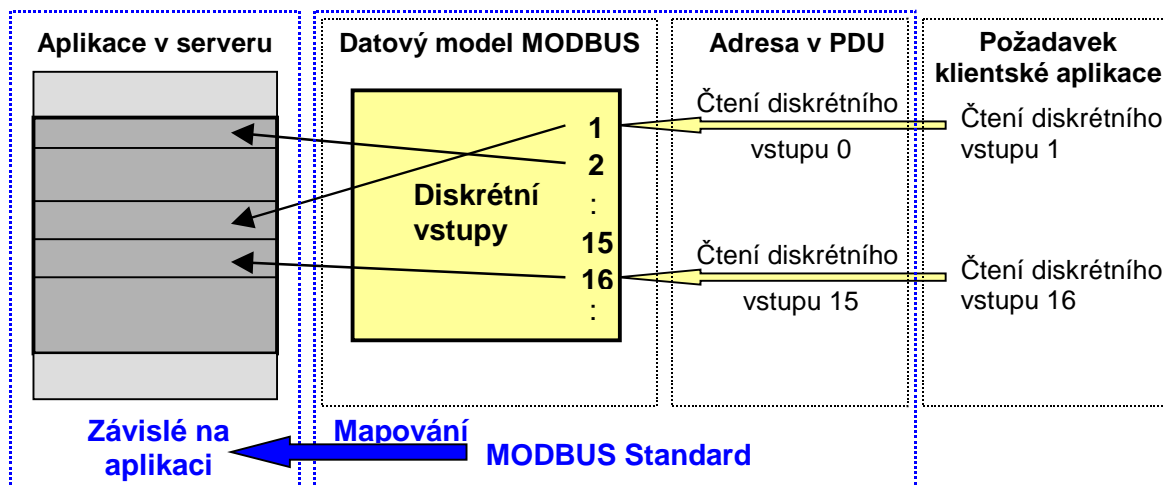 Aplikace v serveru
Datový model MODBUS
Adresa v PDU
Požadavek
klientské aplikace
Diskrétní
vstupy
1
2
:
15
16
:
Čtení diskrétního
vstupu 0
Čtení diskrétního
vstupu 15
Čtení diskrétního
vstupu 1
Čtení diskrétního
vstupu 16
Závislé na
aplikaci
Mapování
MODBUS Standard